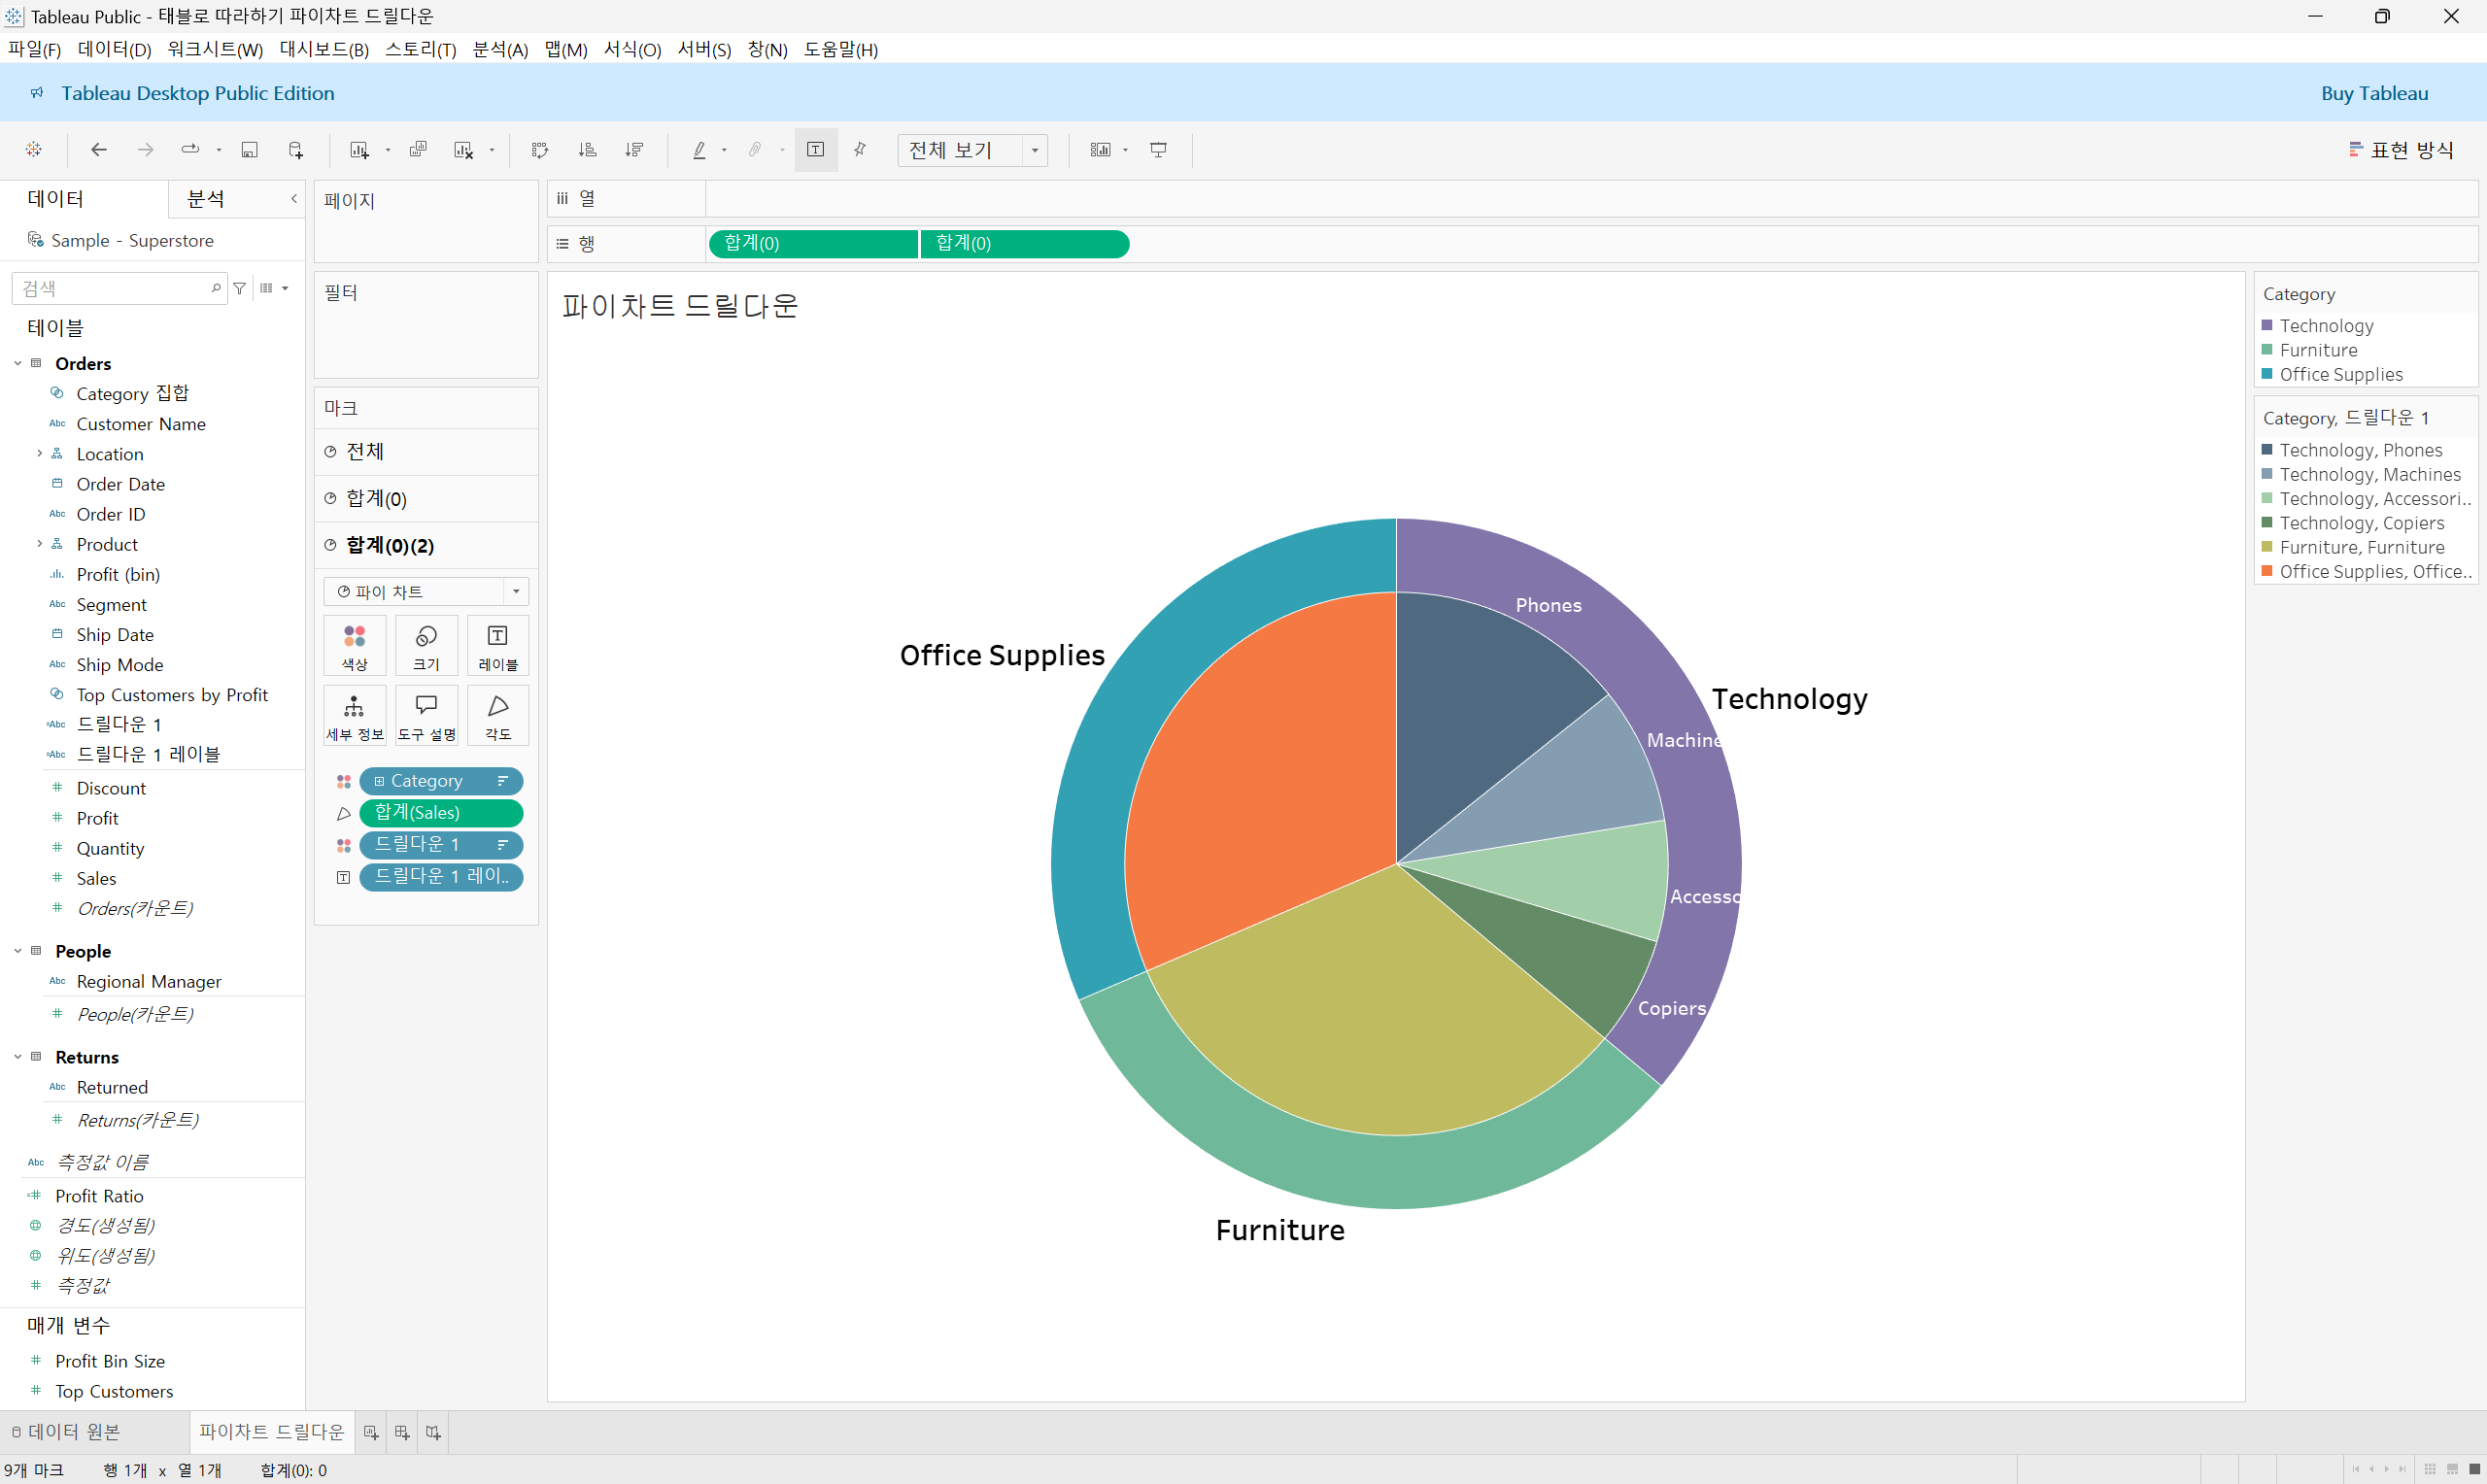 Tableau Public - 태블로 따라하기 파이차트 드릴다운
파일(F) 데이터(D) 워크시트(W) 대시보드(B) 스토리(T) 분석(A) 맵(M) 서식(O) 서버(S) 창(N) 도움말(H)
Tableau Desktop Public Edition
Buy Tableau
전체 보기
표현 방식
데이터
분석
Sample - Superstore
검색
테이블
Orders
Category 집합
Abc Customer Name
Location
Order Date
Abc Order ID
Product
Profit (bin)
Abc Segment
Ship Date
Abc Ship Mode
Top Customers by Profit
=Abc 드릴다운 1
=Abc 드릴다운 1 레이블
# Discount
# Profit
# Quantity
# Sales
# Orders(카운트)
People
Abc Regional Manager
# People(카운트)
Returns
Abc Returned
# Returns(카운트)
Abc 측정값 이름
=# Profit Ratio
경도(생성됨)
위도(생성됨)
# 측정값
매개 변수
# Profit Bin Size
# Top Customers
페이지
필터
마크
전체
합계(0)
합계(0)(2)
파이 차트
색상
크기
레이블
세부 정보
도구 설명
각도
Category
합계(Sales)
드릴다운 1
드릴다운 1 레이..
iii 열
행
합계(0)
합계(0)
파이차트 드릴다운
Phones
Office Supplies
Technology
Machine
Accesso
Copiers
Furniture
Category
Technology
Furniture
Office Supplies
Category, 드릴다운 1
Technology, Phones
Technology, Machines
Technology, Accessori..
Technology, Copiers
Furniture, Furniture
Office Supplies, Office..
데이터 원본
파이차트 드릴다운
9개 마크
행 1개 x 열 1개
합계(0): 0